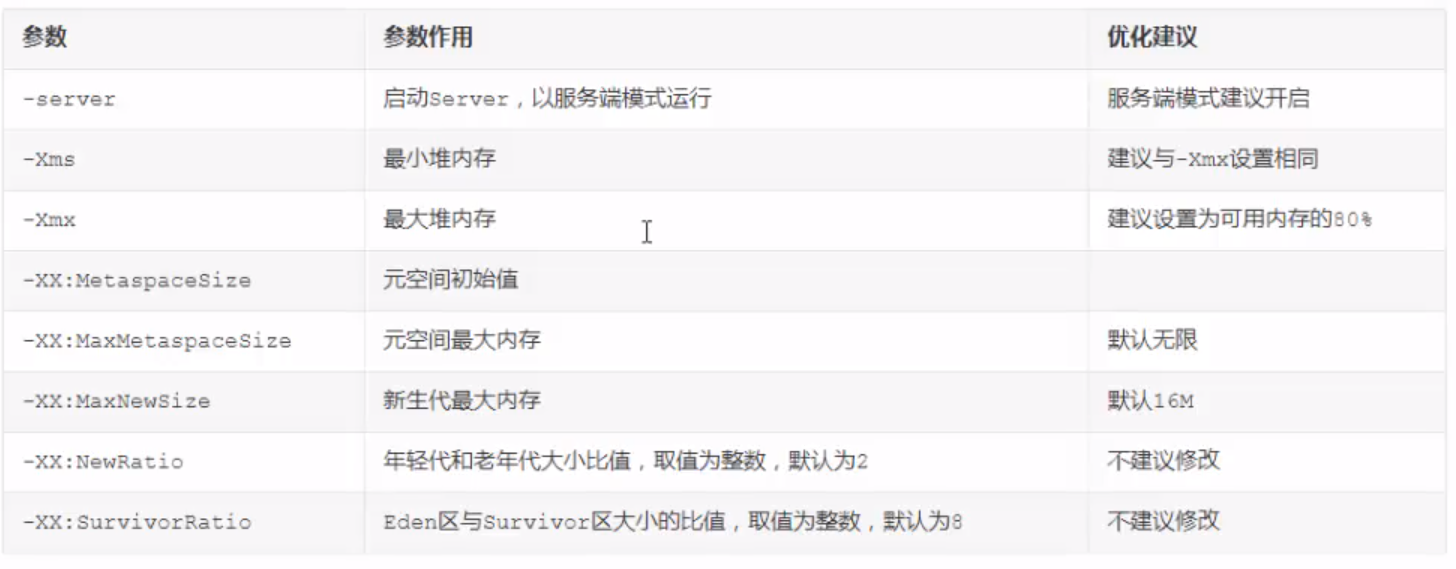 参数 参数作用 优化建议
-server 启动Server，以服务端模式运行 服务端模式建议开启
-Xms 最小堆内存 建议与-Xmx设置相同
-Xmx 最大堆内存 建议设置为可用内存的80%
-XX:MetaspaceSize 元空间初始值
-XX:MaxMetaspaceSize 元空间最大内存 默认无限
-XX:MaxNewSize 新生代最大内存 默认16M
-XX:NewRatio 年轻代和老年代大小比值，取值为整数，默认为2 不建议修改
-XX:SurvivorRatio Eden区与Survivor区大小的比值，取值为整数，默认为8 不建议修改